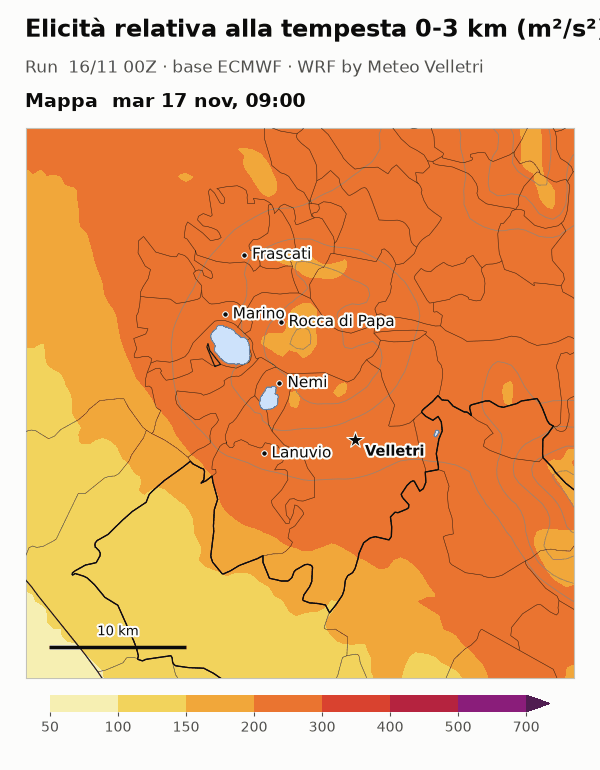 Elicità relativa alla tempesta 0-3 km (m²/s²)
Run 16/11 00Z · base ECMWF · WRF by Meteo Velletri
Mappa mar 17 nov, 09:00
Frascati
Marino
Rocca di Papa
Nemi
Velletri
Lanuvio
10 km
50 100 150 200 300 400 500 700